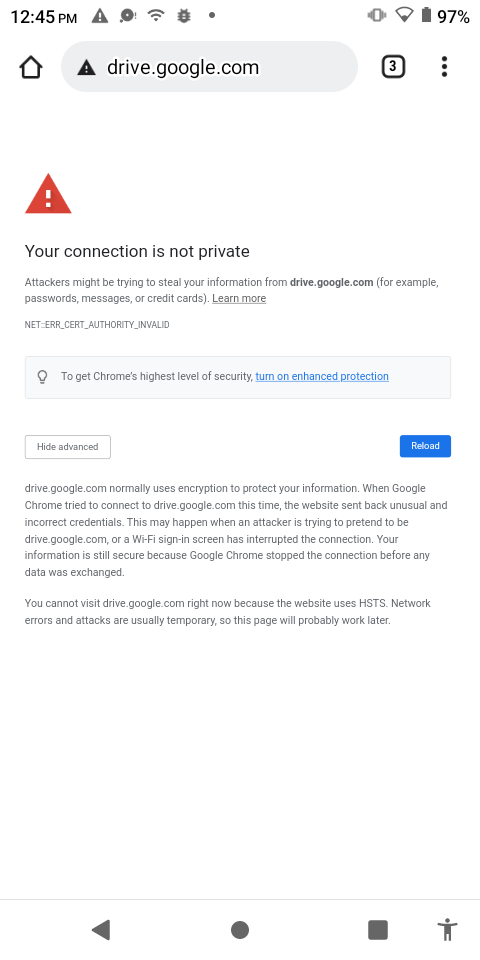 12:45 PM
97%
drive.google.com
3
Your connection is not private
Attackers might be trying to steal your information from drive.google.com (for example,
passwords, messages, or credit cards). Learn more
NET::ERR_CERT_AUTHORITY_INVALID
To get Chrome's highest level of security, turn on enhanced protection
Hide advanced
Reload
drive.google.com normally uses encryption to protect your information. When Google
Chrome tried to connect to drive.google.com this time, the website sent back unusual and
incorrect credentials. This may happen when an attacker is trying to pretend to be
drive.google.com, or a Wi-Fi sign-in screen has interrupted the connection. Your
information is still secure because Google Chrome stopped the connection before any
data was exchanged.
You cannot visit drive.google.com right now because the website uses HSTS. Network
errors and attacks are usually temporary, so this page will probably work later.